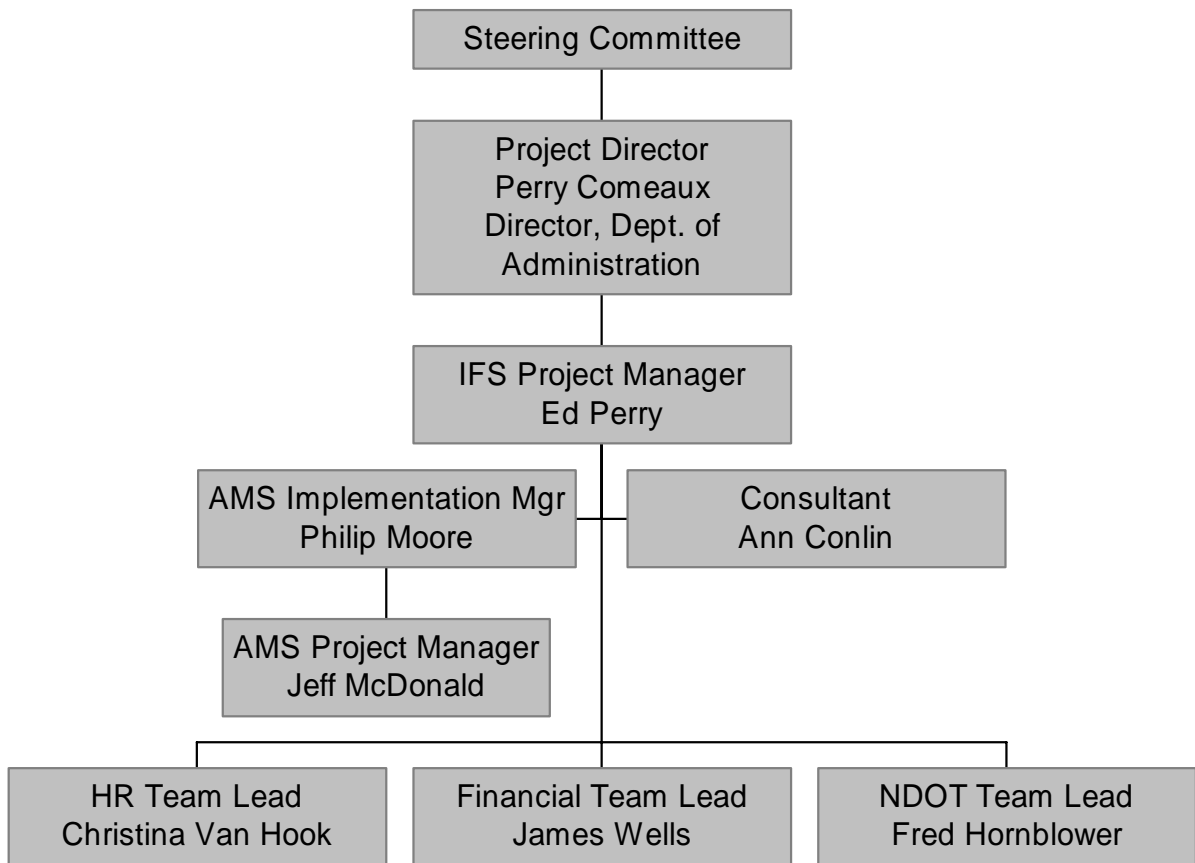 Steering Committee
Project Director
Perry Comeaux
Director, Dept. of
Administration
IFS Project Manager
Ed Perry
AMS Implementation Mgr
Philip Moore
Consultant
Ann Conlin
AMS Project Manager
Jeff McDonald
HR Team Lead
Christina Van Hook
Financial Team Lead
James Wells
NDOT Team Lead
Fred Hornblower